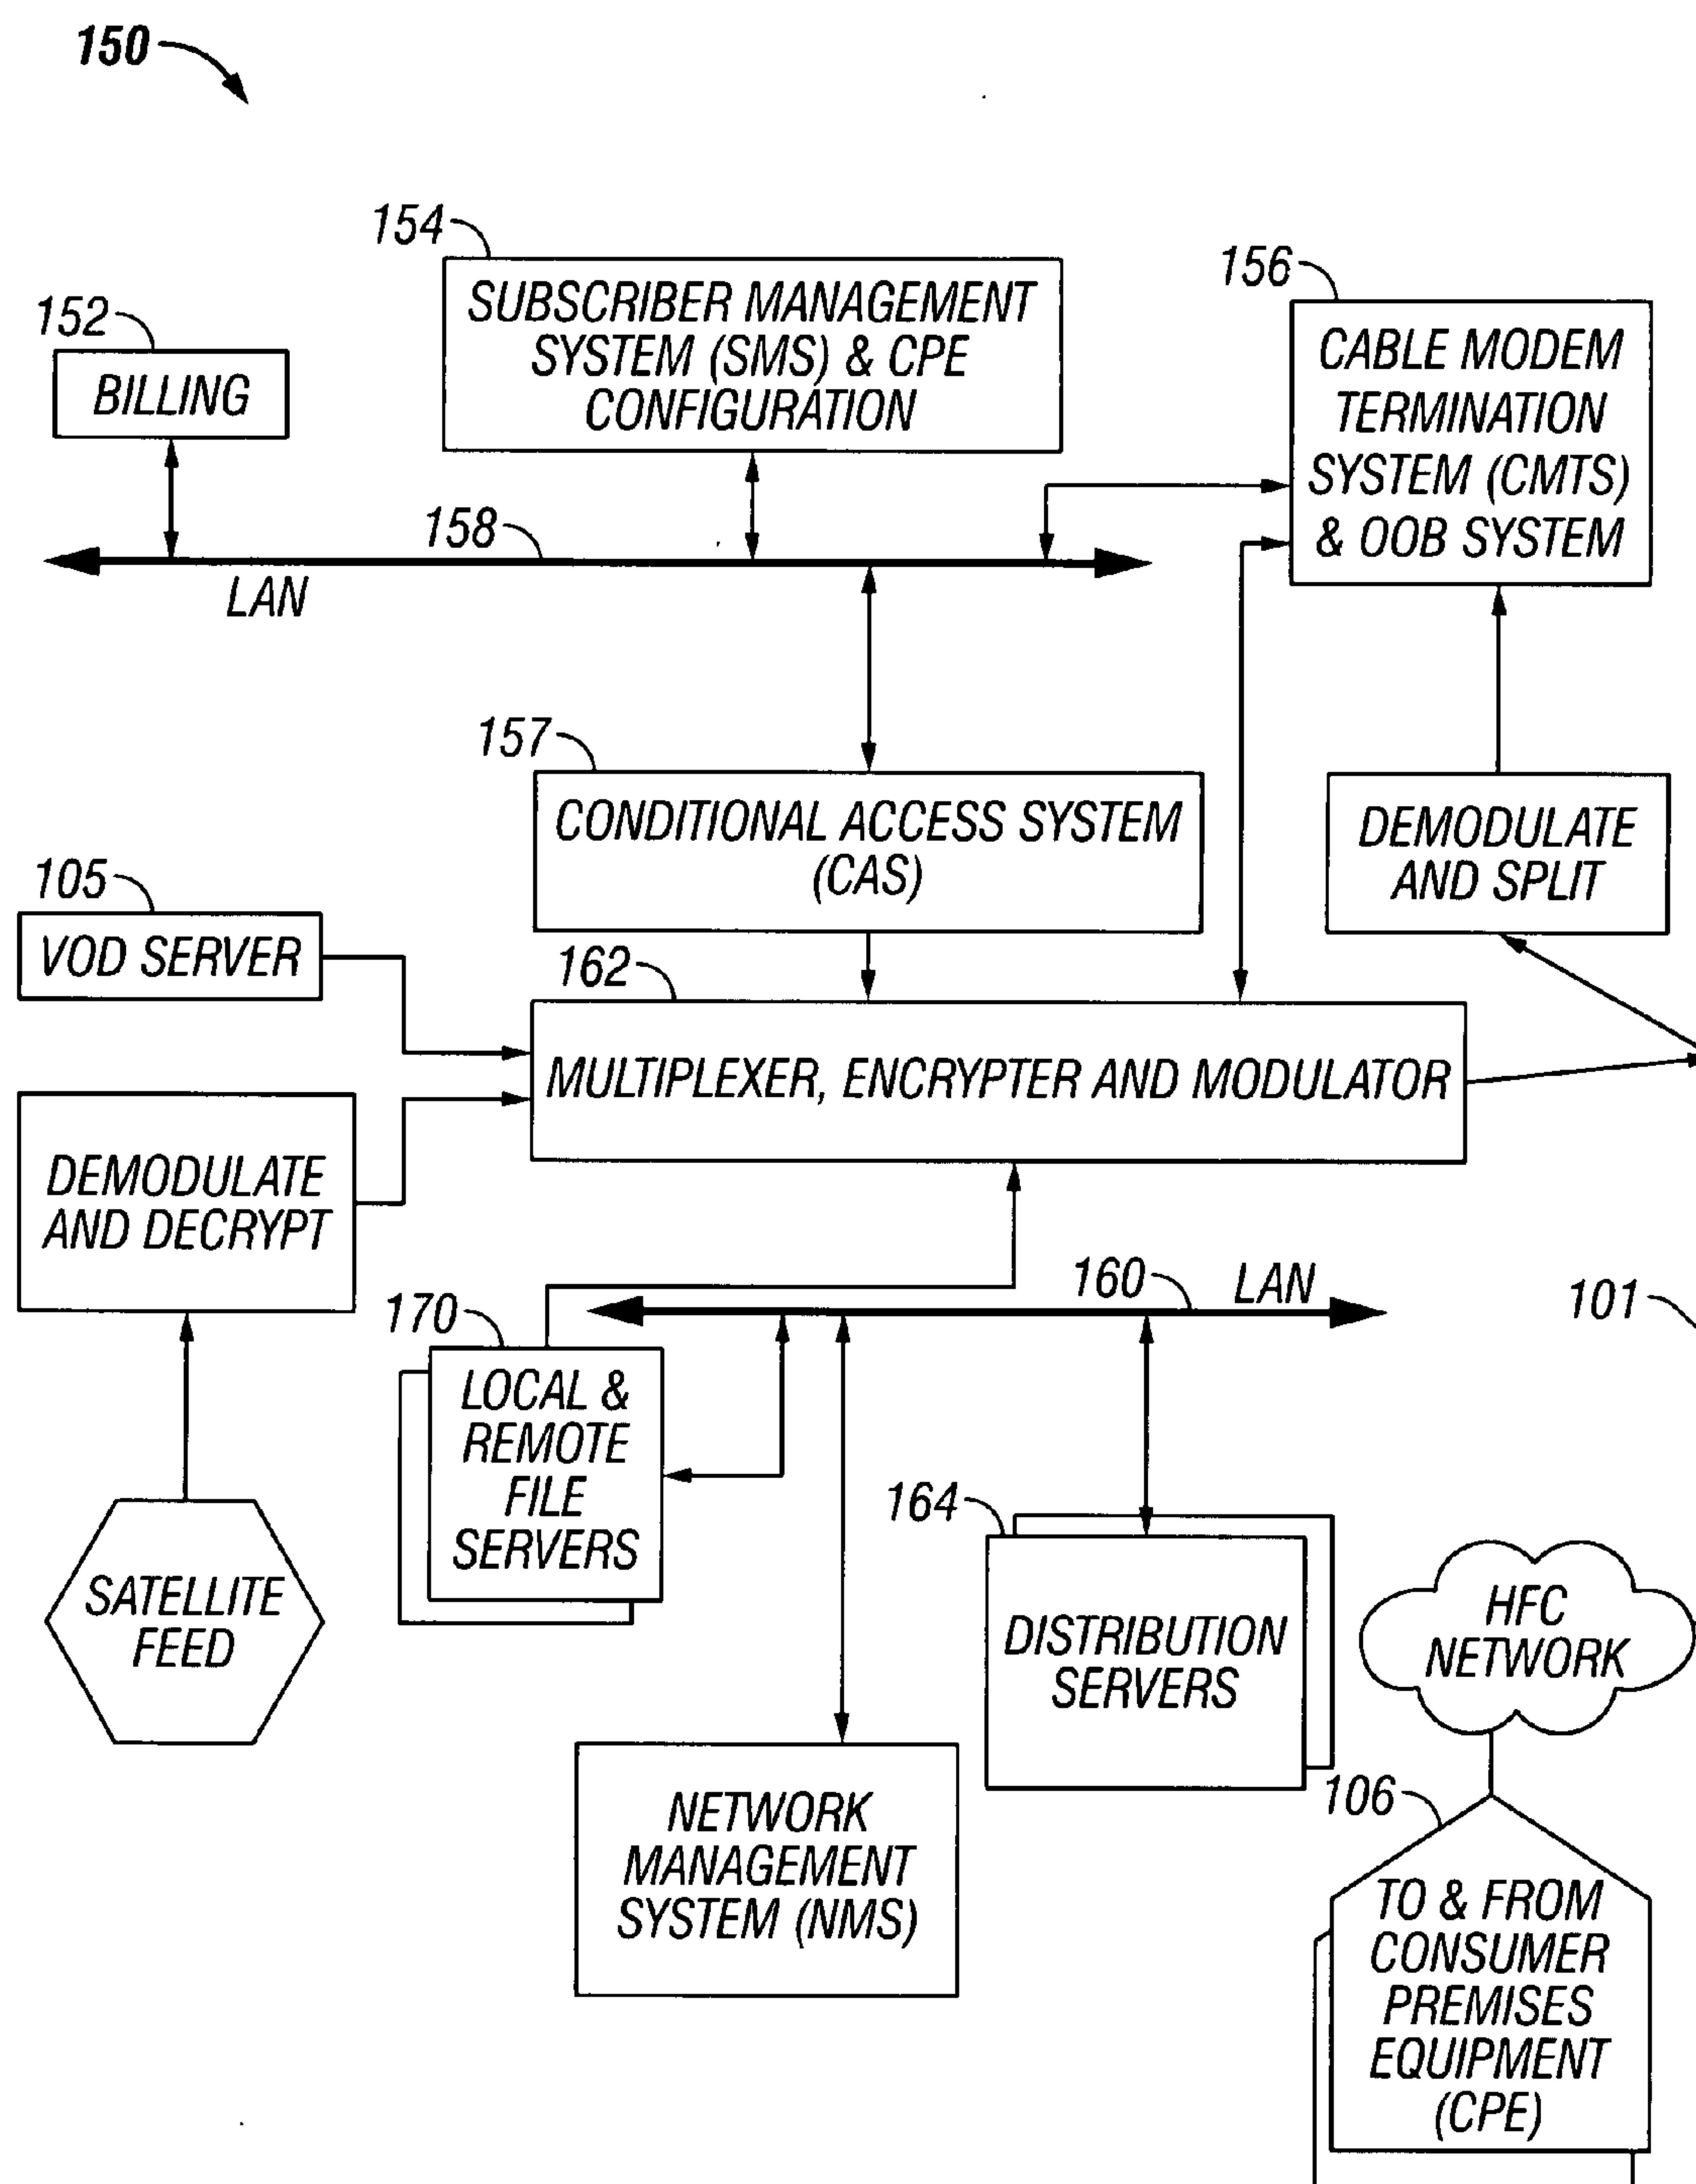 150
154
SUBSCRIBER MANAGEMENT
SYSTEM (SMS) & CPE
CONFIGURATION
156
CABLE MODEM
TERMINATION
SYSTEM (CMTS)
& OOB SYSTEM
152
BILLING
158
LAN
157
CONDITIONAL ACCESS SYSTEM
(CAS)
DEMODULATE
AND SPLIT
105
VOD SERVER
162
MULTIPLEXER, ENCRYPTER AND MODULATOR
DEMODULATE
AND DECRYPT
160
LAN
101
170
LOCAL &
REMOTE
FILE
SERVERS
164
DISTRIBUTION
SERVERS
SATELLITE
FEED
HFC
NETWORK
NETWORK
MANAGEMENT
SYSTEM (NMS)
106
TO & FROM
CONSUMER
PREMISES
EQUIPMENT
(CPE)